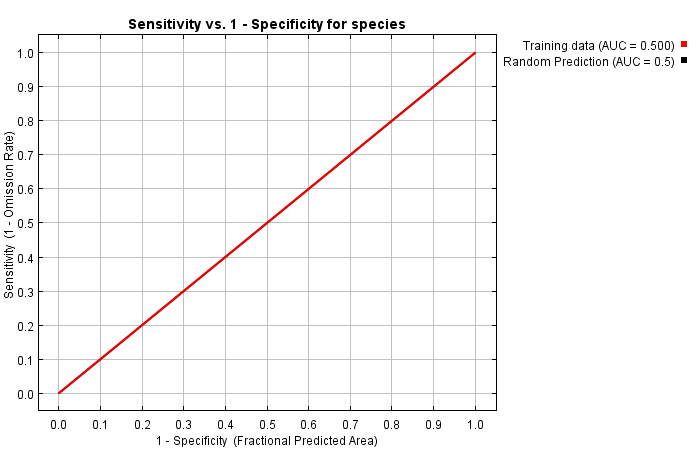 Sensitivity vs. 1 - Specificity for species
Training data (AUC = 0.500)
Random Prediction (AUC = 0.5)
Sensitivity (1 - Omission Rate)
1.0
0.9
0.8
0.7
0.6
0.5
0.4
0.3
0.2
0.1
0.0
0.0 0.1 0.2 0.3 0.4 0.5 0.6 0.7 0.8 0.9 1.0
1 - Specificity (Fractional Predicted Area)